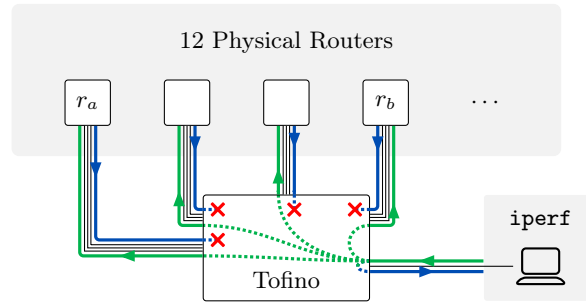 12 Physical Routers
r_a
r_b
...
iperf
Tofino